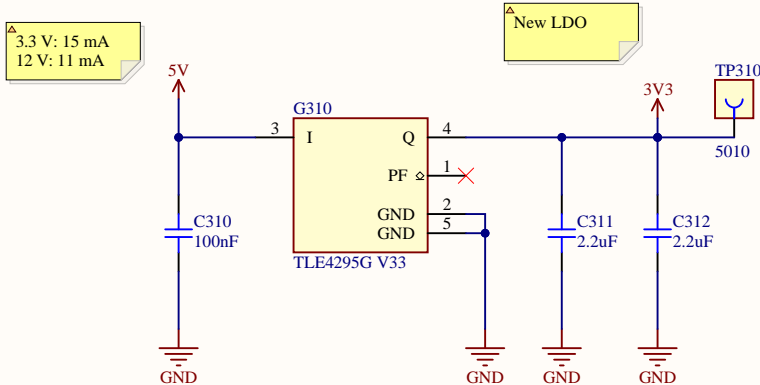 3.3 V: 15 mA
12 V: 11 mA
New LDO
5V
3V3
TP310
5010
G310
3
I
Q
4
PF
1
GND
2
GND
5
TLE4295G V33
C310
100nF
C311
2.2uF
C312
2.2uF
GND
GND
GND
GND